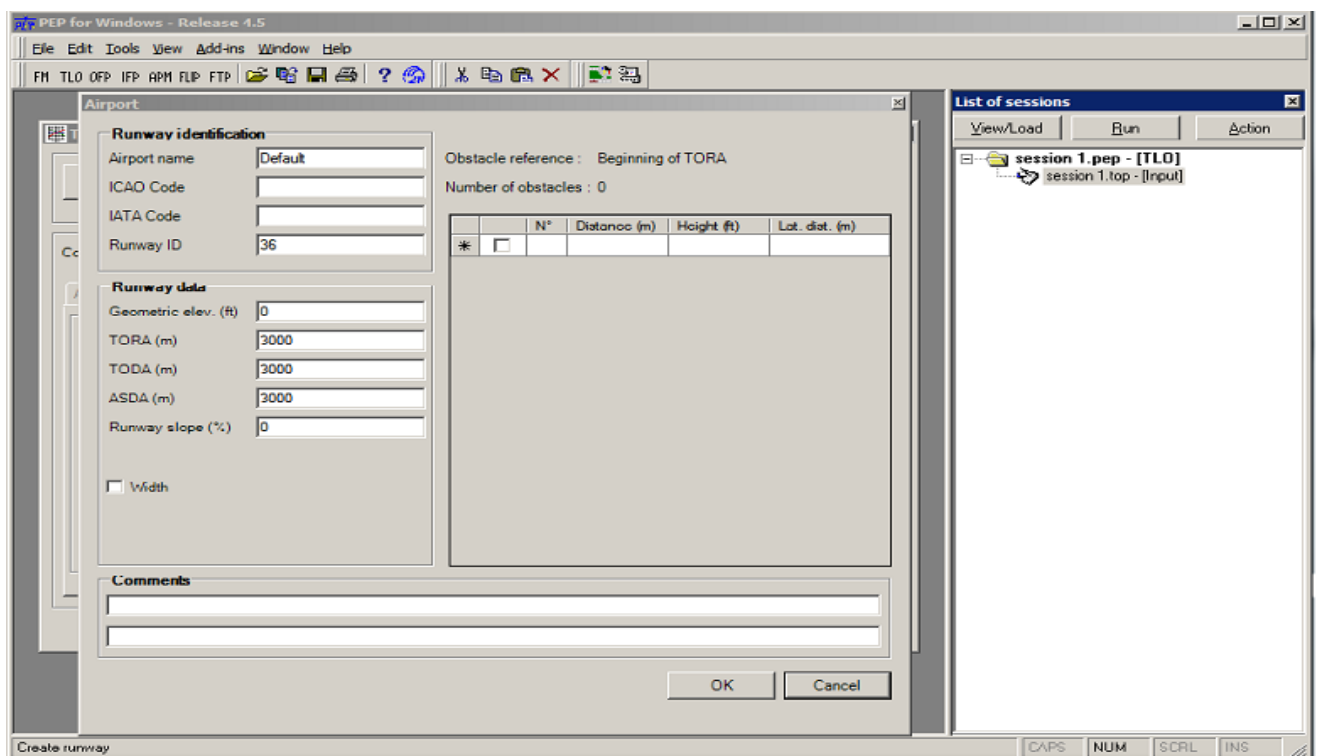 PEP for Windows - Release 4.5
File Edit Tools View Add-ins Window Help
FM TLO OFP IFP APM FLIP FTP
Airport
Runway identification
Airport name Default
ICAO Code
IATA Code
Runway ID 36
Runway data
Geometric elev. (ft) 0
TORA (m) 3000
TODA (m) 3000
ASDA (m) 3000
Runway slope (%) 0
Width
Obstacle reference : Beginning of TORA
Number of obstacles : 0
N° Distance (m) Height (ft) Lat. dist. (m)
Comments
OK Cancel
List of sessions
View/Load Run Action
session 1.pep - [TLO]
session 1.top - [Input]
Create runway
CAPS NUM SCRL INS